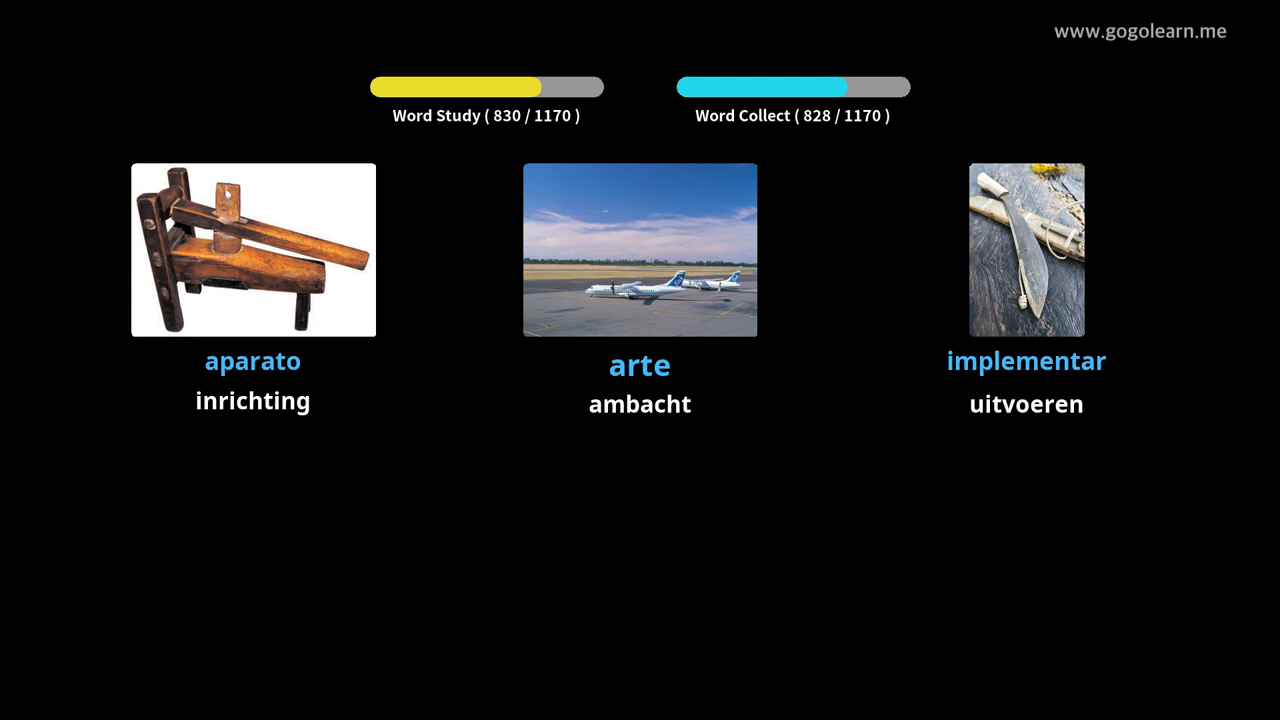 www.gogolearn.me
Word Study ( 830 / 1170 )
Word Collect ( 828 / 1170 )
aparato
inrichting
arte
ambacht
implementar
uitvoeren